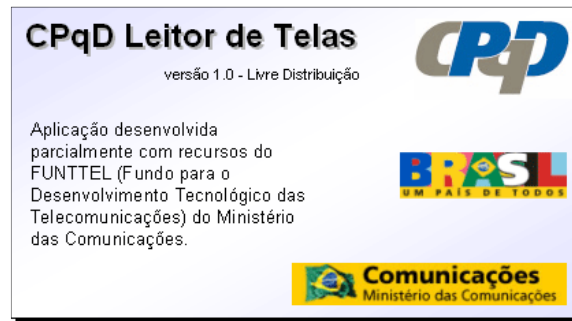 CPqD Leitor de Telas
CPqD
versão 1.0 - Livre Distribuição
Aplicação desenvolvida
parcialmente com recursos do
FUNTTEL (Fundo para o
Desenvolvimento Tecnológico das
Telecomunicações) do Ministério
das Comunicações.
BRASIL
UM PAÍS DE TODOS
Comunicações
Ministério das Comunicações